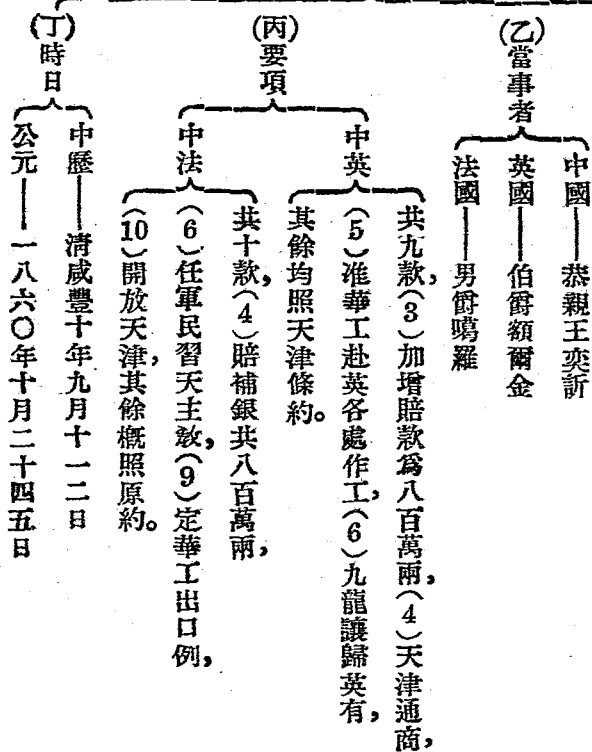 (乙)當事者
中國——恭親王奕訢
英國——伯爵額爾金
法國——男爵噶羅
(丙)要項
中英
共九款,(3)加增賠款爲八百萬兩,(4)天津通商,
(5)准華工赴英各處作工,(6)九龍讓歸英有,
其餘均照天津條約。
中法
共十款,(4)賠補銀共八百萬兩,
(6)任軍民習天主教,(9)定華工出口例,
(10)開放天津,其餘概照原約。
(丁)時日
中歷——清咸豐十年九月十一二日
公元——一八六〇年十月二十四五日